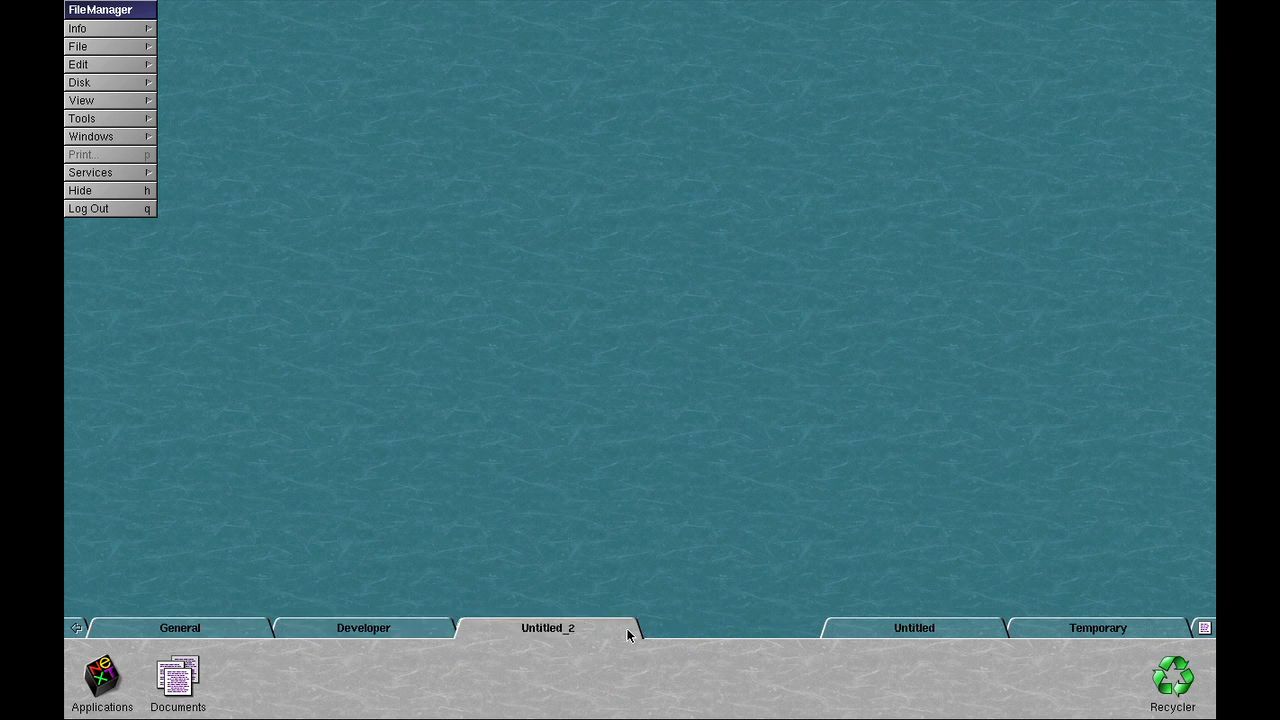 FileManager
Info
File
Edit
Disk
View
Tools
Windows
Print... p
Services
Hide h
Log Out q
General
Developer
Untitled_2
Untitled
Temporary
NeXT
Applications
Documents
Recycler